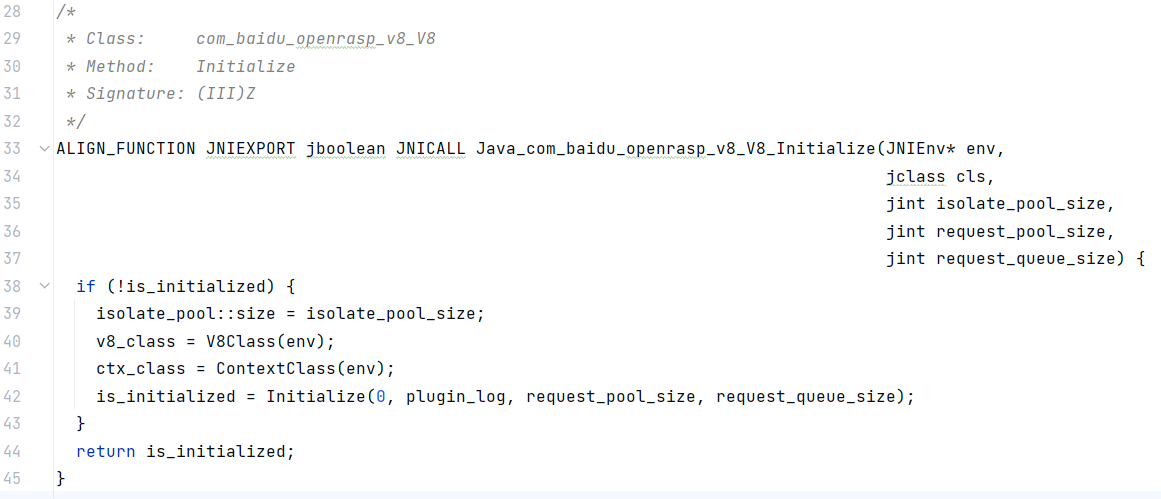 28 /*
29  * Class:     com_baidu_openrasp_v8_V8
30  * Method:    Initialize
31  * Signature: (III)Z
32  */
33 ALIGN_FUNCTION JNIEXPORT jboolean JNICALL Java_com_baidu_openrasp_v8_V8_Initialize(JNIEnv* env,
34                                                                                    jclass cls,
35                                                                                    jint isolate_pool_size,
36                                                                                    jint request_pool_size,
37                                                                                    jint request_queue_size) {
38   if (!is_initialized) {
39     isolate_pool::size = isolate_pool_size;
40     v8_class = V8Class(env);
41     ctx_class = ContextClass(env);
42     is_initialized = Initialize(0, plugin_log, request_pool_size, request_queue_size);
43   }
44   return is_initialized;
45 }